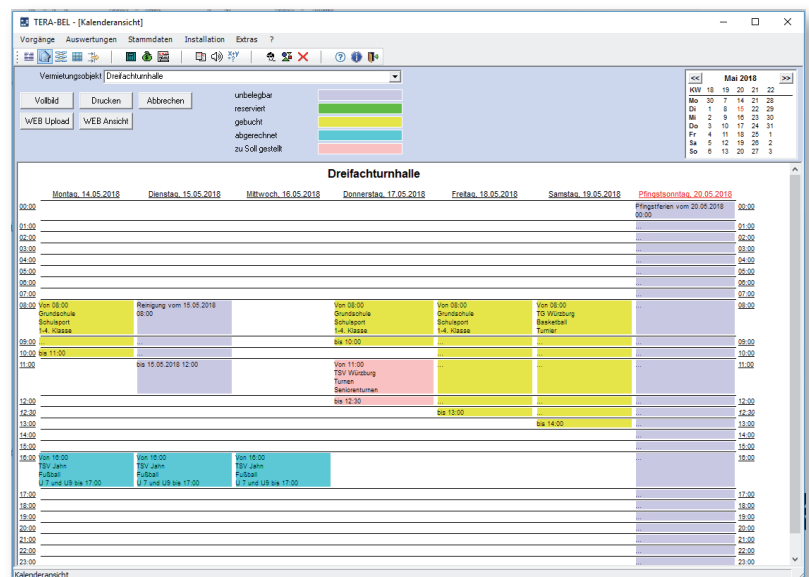 TERA-BEL - [Kalenderansicht]
Vorgänge Auswertungen Stammdaten Installation Extras ?
Vermietungsobjekt Dreifachturnhalle
Vollbild Drucken Abbrechen
WEB Upload WEB Ansicht
unbelegbar
reserviert
gebucht
abgerechnet
zu Soll gestellt
<< Mai 2018 >>
KW 18 19 20 21 22
Mo 30 7 14 21 28
Di 1 8 15 22 29
Mi 2 9 16 23 30
Do 3 10 17 24 31
Fr 4 11 18 25 1
Sa 5 12 19 26 2
So 6 13 20 27 3
Dreifachturnhalle
Montag, 14.05.2018 Dienstag, 15.05.2018 Mittwoch, 16.05.2018 Donnerstag, 17.05.2018 Freitag, 18.05.2018 Samstag, 19.05.2018 Pfingstsonntag, 20.05.2018
00:00 Pfingstferien vom 20.05.2018 00:00
00:00
01:00 ... 01:00
02:00 ... 02:00
03:00 ... 03:00
04:00 ... 04:00
05:00 ... 05:00
06:00 ... 06:00
07:00 ... 07:00
08:00 Von 08:00 Reinigung vom 15.05.2018 Von 08:00 Von 08:00 Von 08:00 ... 08:00
Grundschule 08:00 Grundschule Grundschule TG Würzburg
Schulsport Schulsport Schulsport Basketball
1-4. Klasse 1-4. Klasse 1-4. Klasse Turnier
09:00 ... ... bis 10:00 ... ... ... 09:00
10:00 bis 11:00 ... ... ... ... 10:00
11:00 bis 15.05.2018 12:00 Von 11:00 ... ... ... 11:00
TSV Würzburg
Turnen
Seniorenturnen
12:00 bis 12:30 ... ... ... 12:00
12:30 bis 13:00 ... ... 12:30
13:00 bis 14:00 ... 13:00
14:00 ... 14:00
15:00 ... 15:00
16:00 Von 16:00 Von 16:00 Von 16:00 ... 16:00
TSV Jahn TSV Jahn TSV Jahn
Fußball Fußball Fußball
U 7 und U9 bis 17:00 U 7 und U9 bis 17:00 U 7 und U9 bis 17:00
17:00 ... 17:00
18:00 ... 18:00
19:00 ... 19:00
20:00 ... 20:00
21:00 ... 21:00
22:00 ... 22:00
23:00 ... 23:00
Kalenderansicht